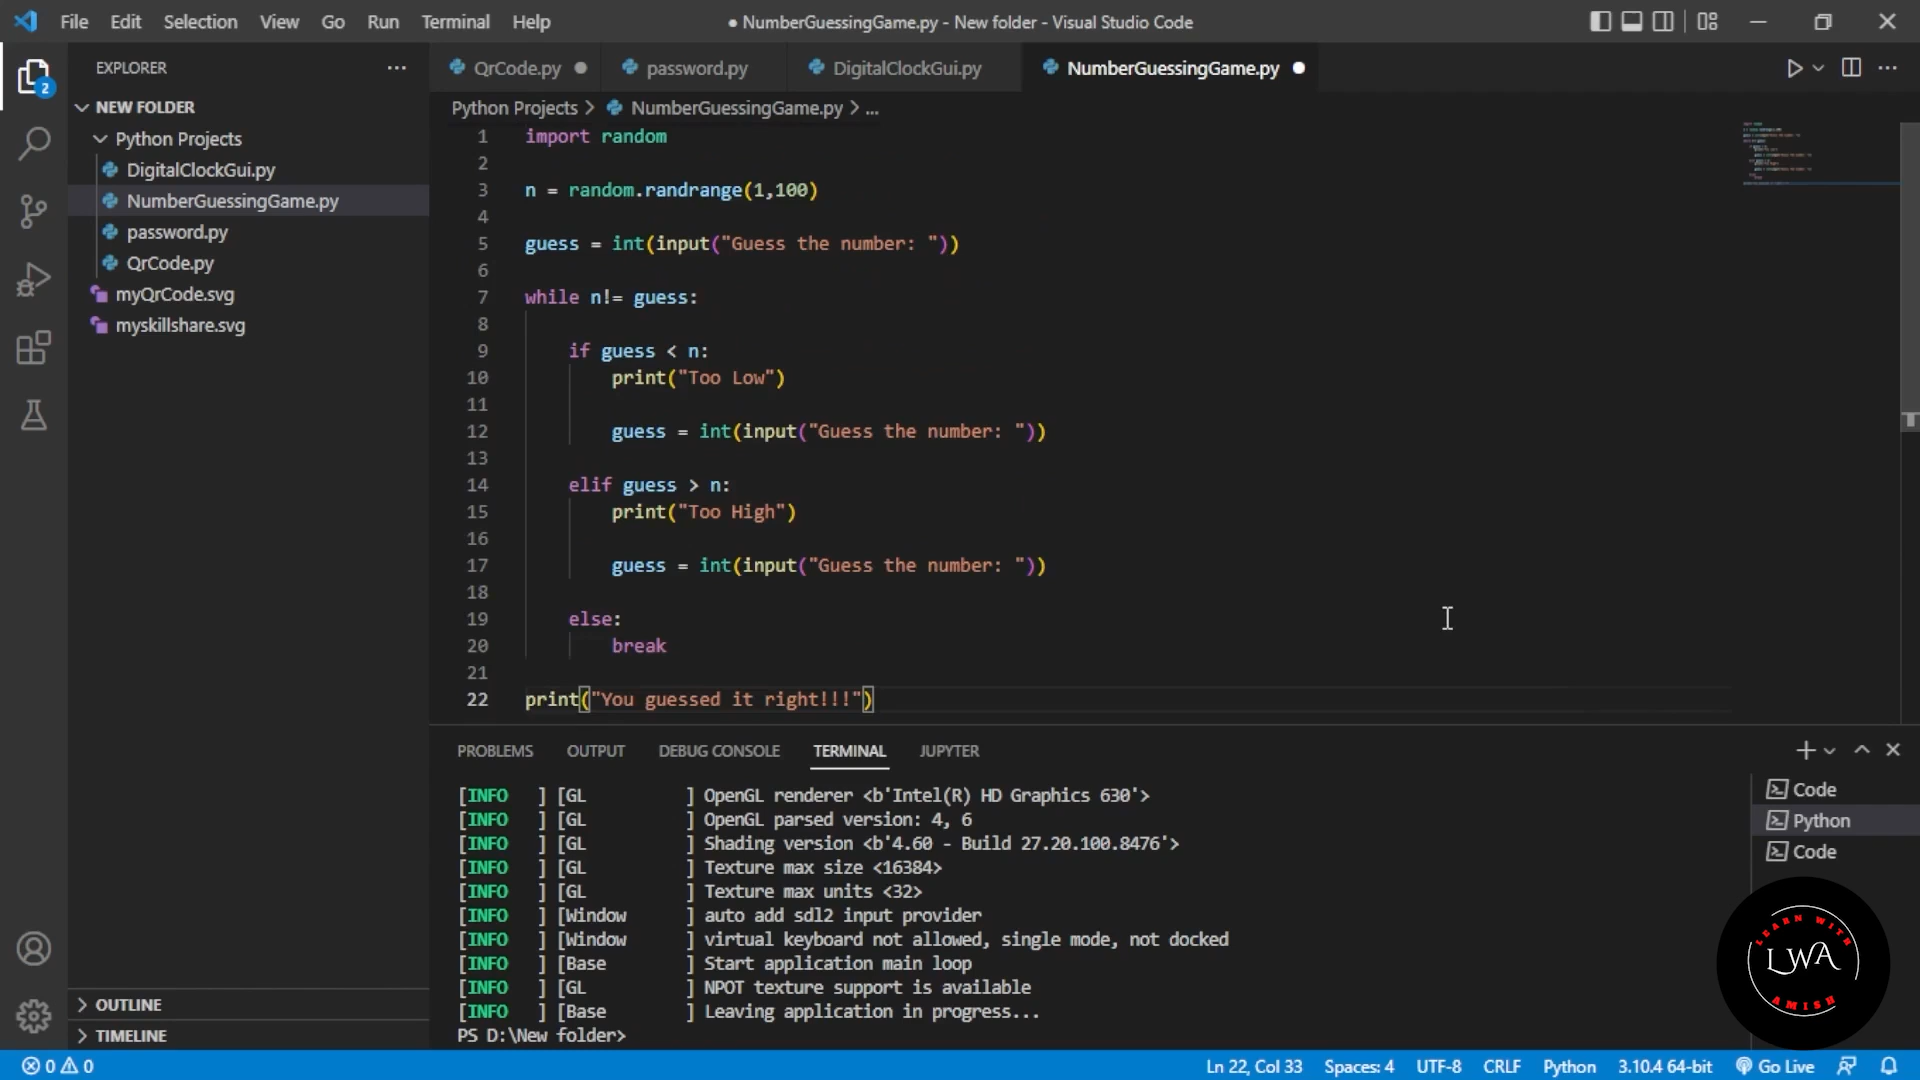 File Edit Selection View Go Run Terminal Help
● NumberGuessingGame.py - New folder - Visual Studio Code
EXPLORER
2
NEW FOLDER
Python Projects
DigitalClockGui.py
NumberGuessingGame.py
password.py
QrCode.py
myQrCode.svg
myskillshare.svg
OUTLINE
TIMELINE
QrCode.py ● password.py DigitalClockGui.py NumberGuessingGame.py ●
Python Projects > NumberGuessingGame.py > ...
1 import random
2
3 n = random.randrange(1,100)
4
5 guess = int(input("Guess the number: "))
6
7 while n!= guess:
8
9 if guess < n:
10 print("Too Low")
11
12 guess = int(input("Guess the number: "))
13
14 elif guess > n:
15 print("Too High")
16
17 guess = int(input("Guess the number: "))
18
19 else:
20 break
21
22 print("You guessed it right!!!")
PROBLEMS OUTPUT DEBUG CONSOLE TERMINAL JUPYTER
[INFO   ] [GL          ] OpenGL renderer <b'Intel(R) HD Graphics 630'>
[INFO   ] [GL          ] OpenGL parsed version: 4, 6
[INFO   ] [GL          ] Shading version <b'4.60 - Build 27.20.100.8476'>
[INFO   ] [GL          ] Texture max size <16384>
[INFO   ] [GL          ] Texture max units <32>
[INFO   ] [Window      ] auto add sdl2 input provider
[INFO   ] [Window      ] virtual keyboard not allowed, single mode, not docked
[INFO   ] [Base        ] Start application main loop
[INFO   ] [GL          ] NPOT texture support is available
[INFO   ] [Base        ] Leaving application in progress...
PS D:\New folder>
Code
Python
Code
LEARN WITH
LWA
AMISH
0 0 Ln 22, Col 33 Spaces: 4 UTF-8 CRLF Python 3.10.4 64-bit Go Live